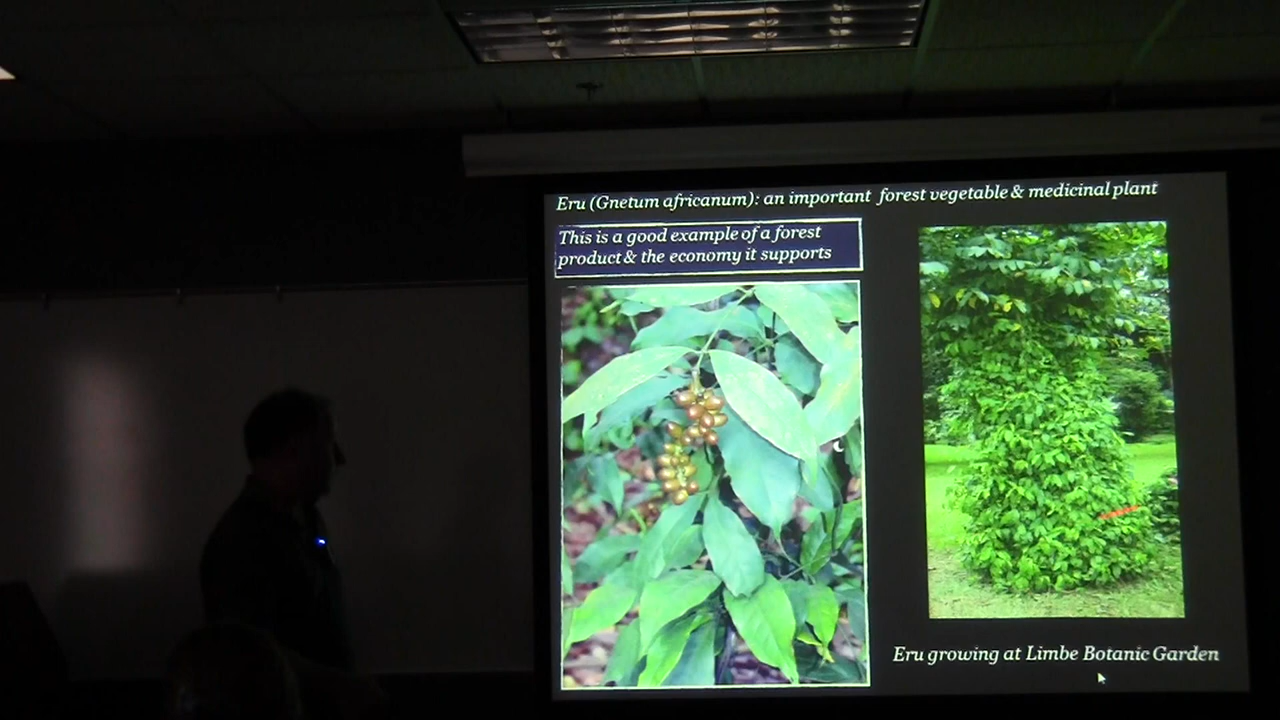 Eru (Gnetum africanum): an important forest vegetable & medicinal plant
This is a good example of a forest
product & the economy it supports
Eru growing at Limbe Botanic Garden